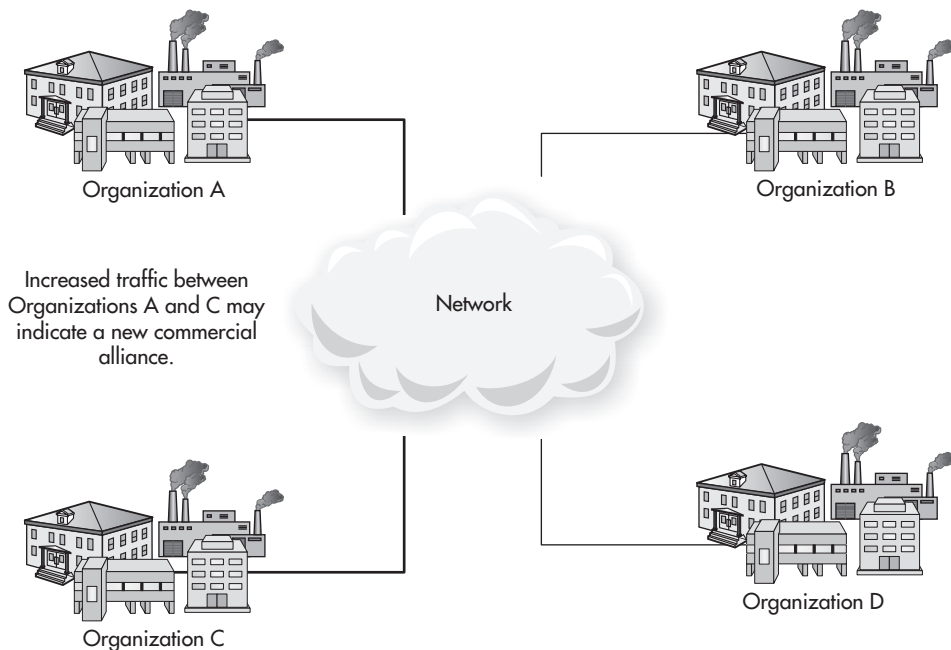 Organization A
Organization B
Increased traffic between
Organizations A and C may
indicate a new commercial
alliance.
Network
Organization C
Organization D